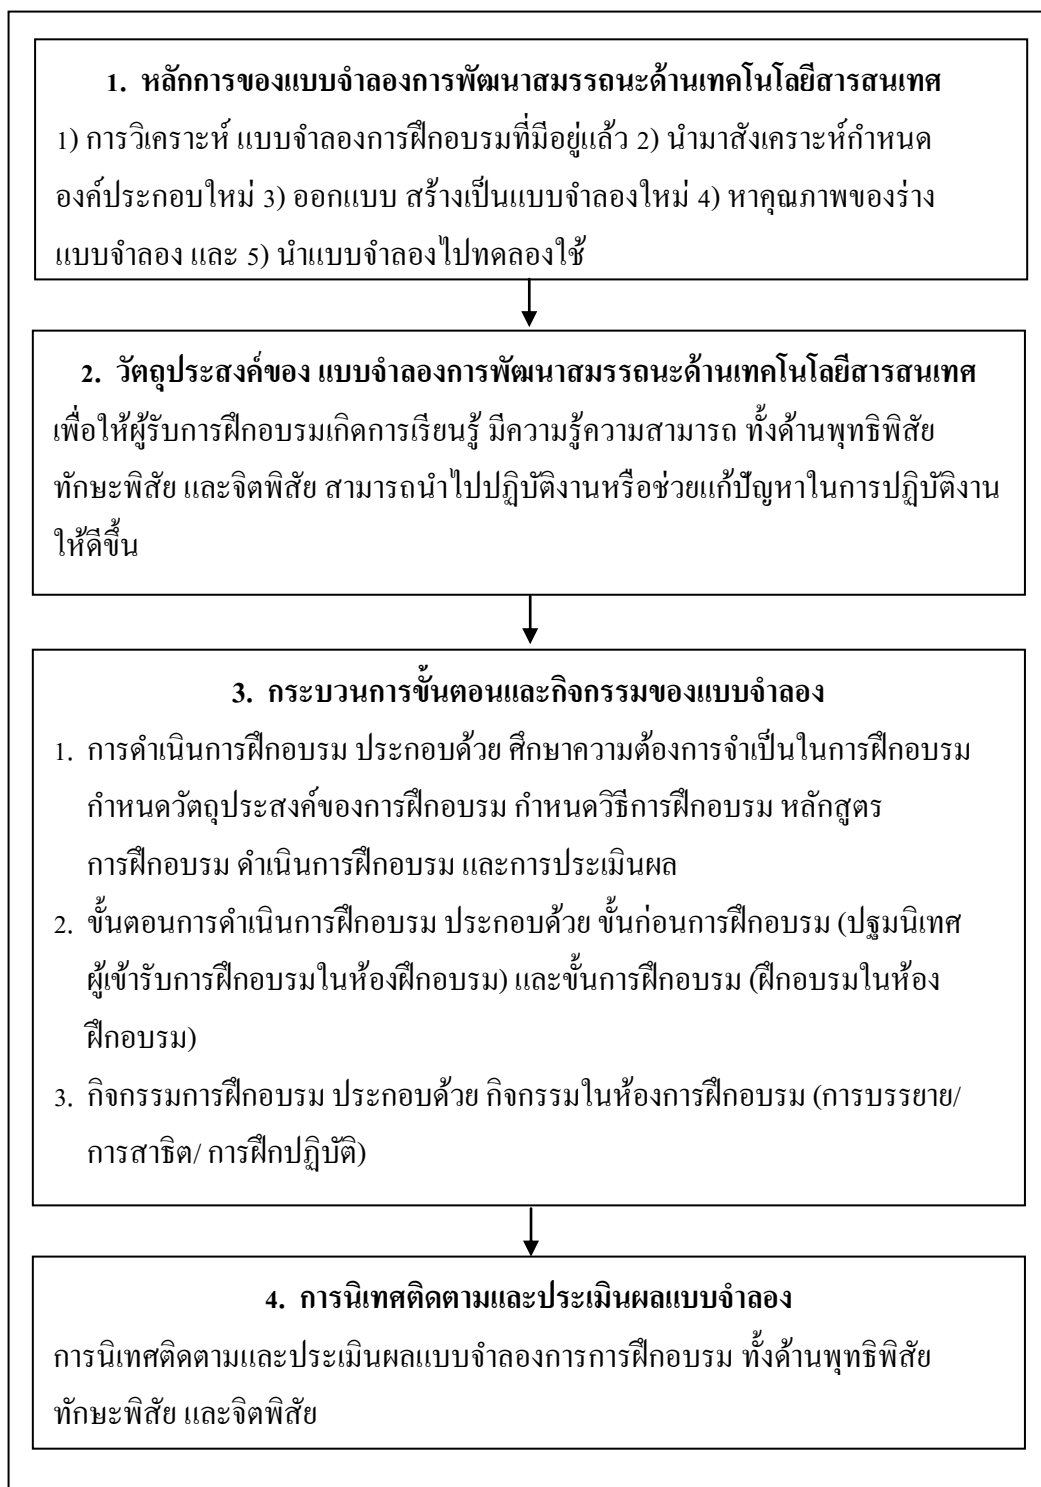 1. หลักการของแบบจำลองการพัฒนาสมรรถนะด้านเทคโนโลยีสารสนเทศ
1) การวิเคราะห์ แบบจำลองการฝึกอบรมที่มีอยู่แล้ว 2) นำมาสังเคราะห์กำหนด
องค์ประกอบใหม่ 3) ออกแบบ สร้างเป็นแบบจำลองใหม่ 4) หาคุณภาพของร่าง
แบบจำลอง และ 5) นำแบบจำลองไปทดลองใช้
2. วัตถุประสงค์ของ แบบจำลองการพัฒนาสมรรถนะด้านเทคโนโลยีสารสนเทศ
เพื่อให้ผู้รับการฝึกอบรมเกิดการเรียนรู้ มีความรู้ความสามารถ ทั้งด้านพุทธิพิสัย
ทักษะพิสัย และจิตพิสัย สามารถนำไปปฏิบัติงานหรือช่วยแก้ปัญหาในการปฏิบัติงาน
ให้ดีขึ้น
3. กระบวนการขั้นตอนและกิจกรรมของแบบจำลอง
1. การดำเนินการฝึกอบรม ประกอบด้วย ศึกษาความต้องการจำเป็นในการฝึกอบรม
กำหนดวัตถุประสงค์ของการฝึกอบรม กำหนดวิธีการฝึกอบรม หลักสูตร
การฝึกอบรม ดำเนินการฝึกอบรม และการประเมินผล
2. ขั้นตอนการดำเนินการฝึกอบรม ประกอบด้วย ขั้นก่อนการฝึกอบรม (ปฐมนิเทศ
ผู้เข้ารับการฝึกอบรมในห้องฝึกอบรม) และขั้นการฝึกอบรม (ฝึกอบรมในห้อง
ฝึกอบรม)
3. กิจกรรมการฝึกอบรม ประกอบด้วย กิจกรรมในห้องการฝึกอบรม (การบรรยาย/
การสาธิต/ การฝึกปฏิบัติ)
4. การนิเทศติดตามและประเมินผลแบบจำลอง
การนิเทศติดตามและประเมินผลแบบจำลองการการฝึกอบรม ทั้งด้านพุทธิพิสัย
ทักษะพิสัย และจิตพิสัย